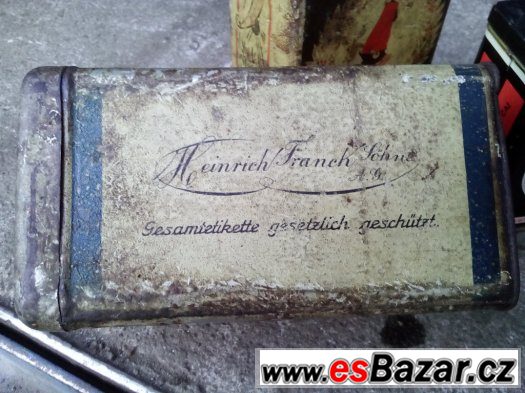 Heinrich Franck Söhne
A.G.
Gesamtetikette gesetzlich geschützt.
www.esBazar.cz